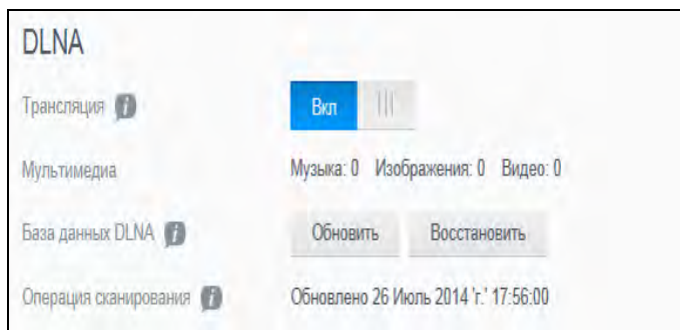 DLNA
Трансляция Вкл
Мультимедиа Музыка: 0 Изображения: 0 Видео: 0
База данных DLNA Обновить Восстановить
Операция сканирования Обновлено 26 Июль 2014 'г.' 17:56:00